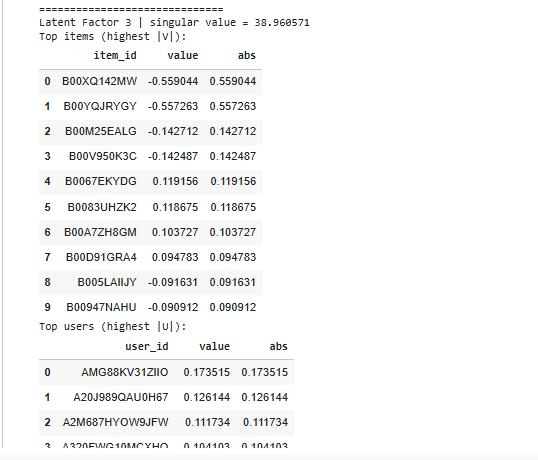 ==============================
Latent Factor 3 | singular value = 38.960571
Top items (highest |V|):
item_id value abs
0 B00XQ142MW -0.559044 0.559044
1 B00YQJRYGY -0.557263 0.557263
2 B00M25EALG -0.142712 0.142712
3 B00V950K3C -0.142487 0.142487
4 B0067EKYDG 0.119156 0.119156
5 B0083UHZK2 0.118675 0.118675
6 B00A7ZH8GM 0.103727 0.103727
7 B00D91GRA4 0.094783 0.094783
8 B005LAIIJY -0.091631 0.091631
9 B00947NAHU -0.090912 0.090912
Top users (highest |U|):
user_id value abs
0 AMG88KV31ZIIO 0.173515 0.173515
1 A20J989QAU0H67 0.126144 0.126144
2 A2M687HYOW9JFW 0.111734 0.111734
3 0.104103 0.104103